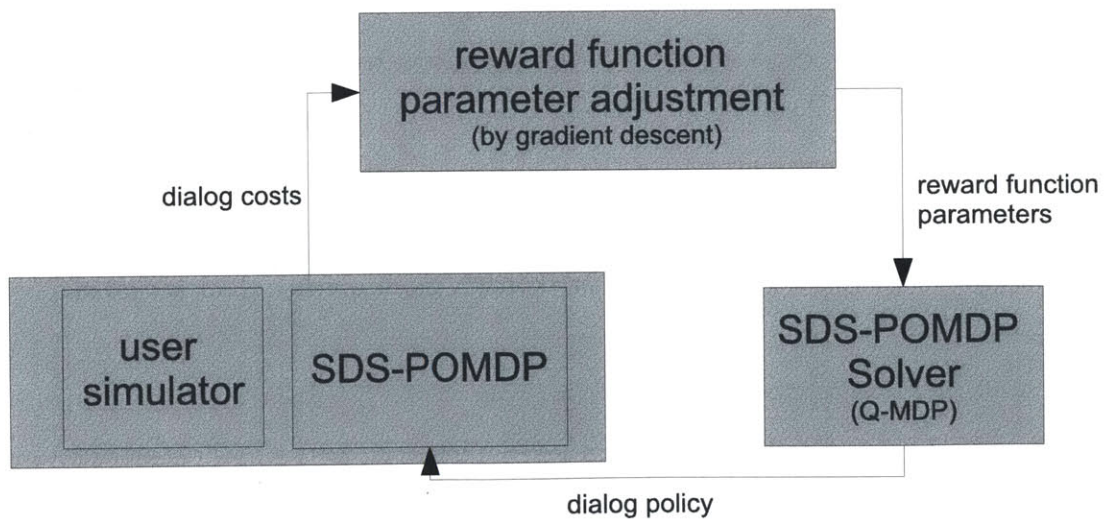 reward function
parameter adjustment
(by gradient descent)
dialog costs
reward function
parameters
user
simulator
SDS-POMDP
SDS-POMDP
Solver
(Q-MDP)
dialog policy